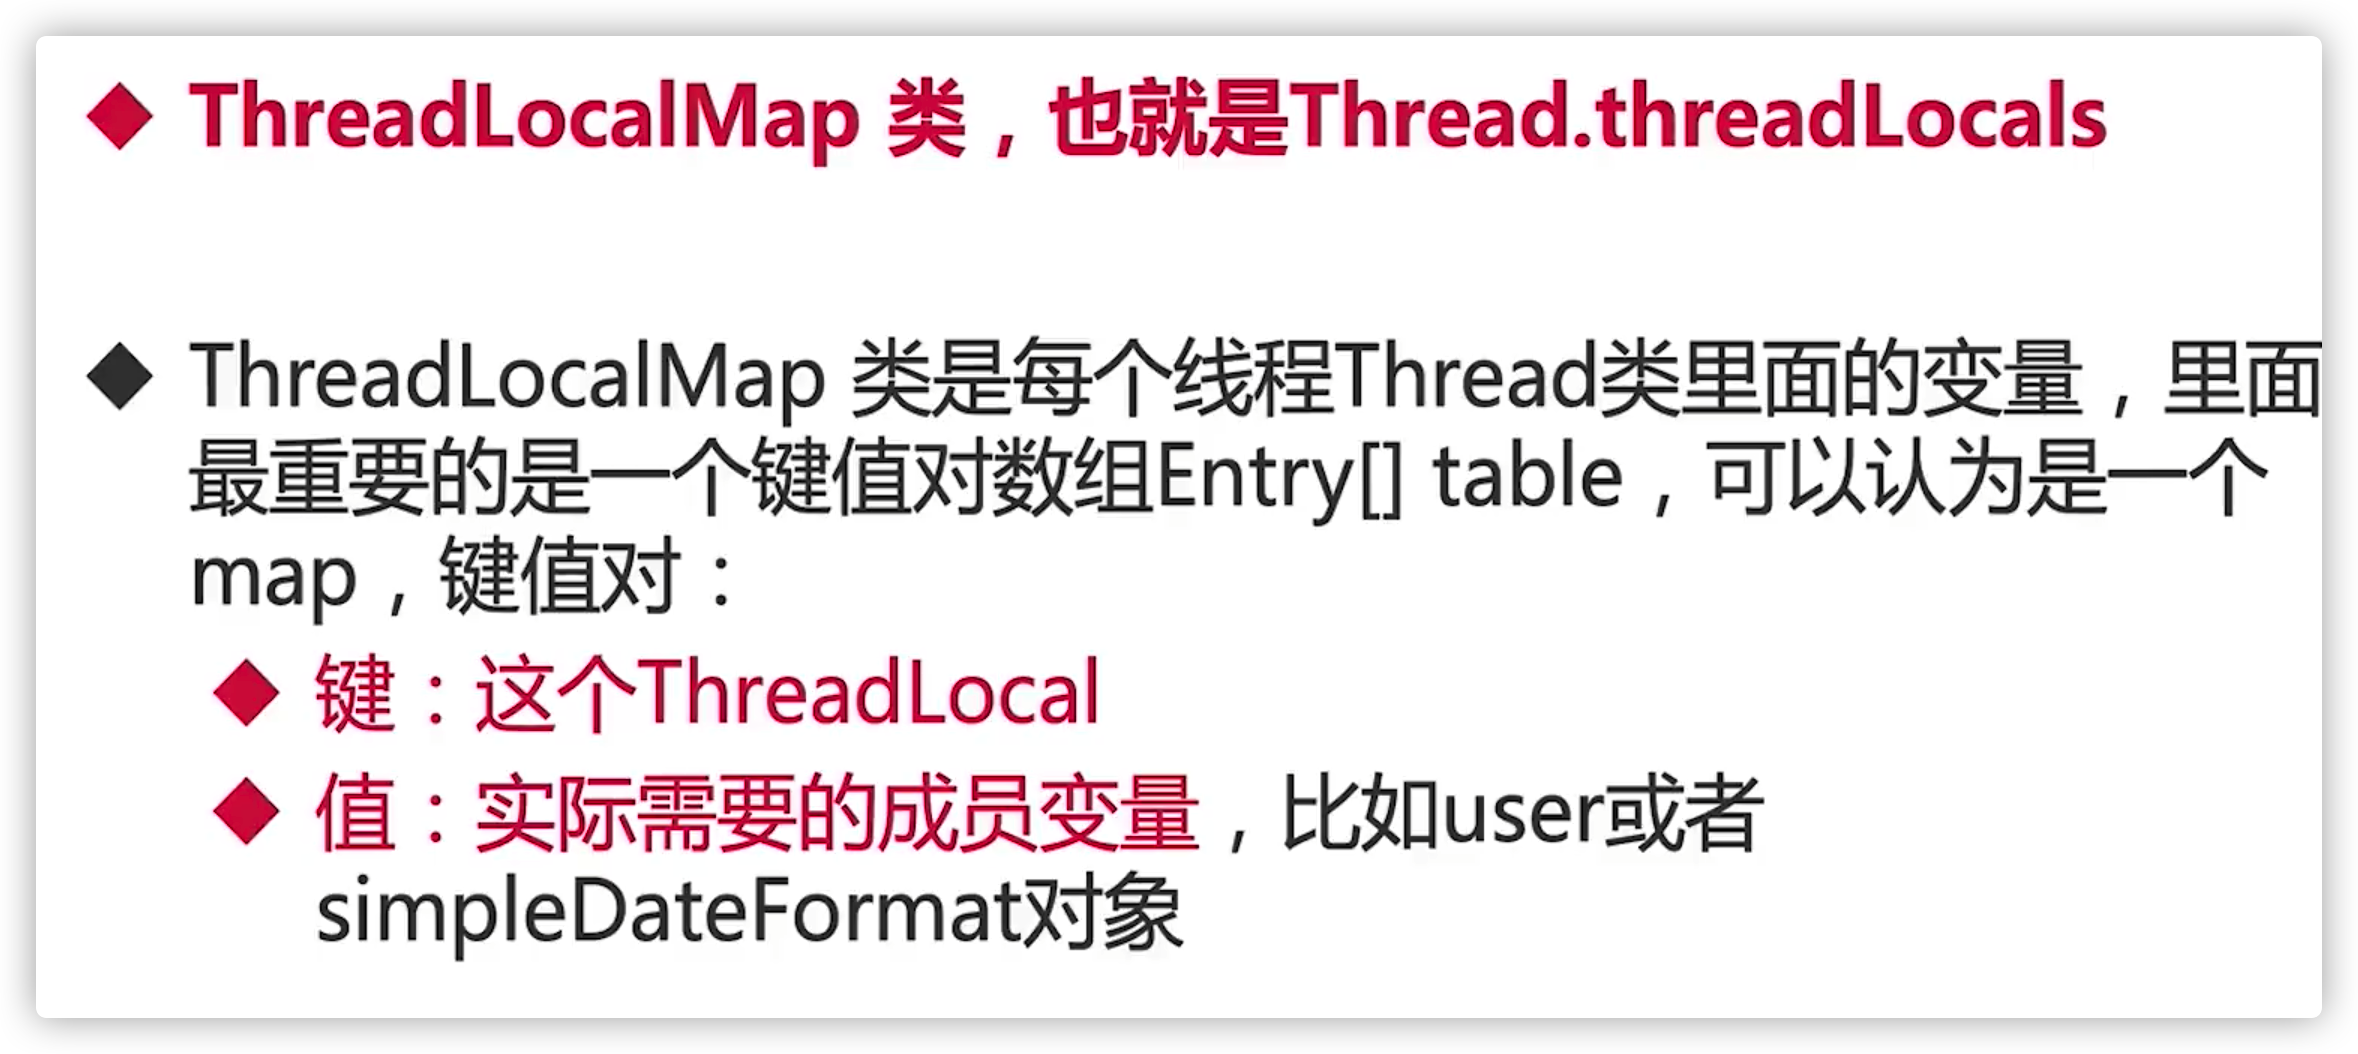 ThreadLocalMap 类，也就是Thread.threadLocals
ThreadLocalMap 类是每个线程Thread类里面的变量，里面
最重要的是一个键值对数组Entry[] table，可以认为是一个
map，键值对：
键：这个ThreadLocal
值：实际需要的成员变量，比如user或者
simpleDateFormat对象